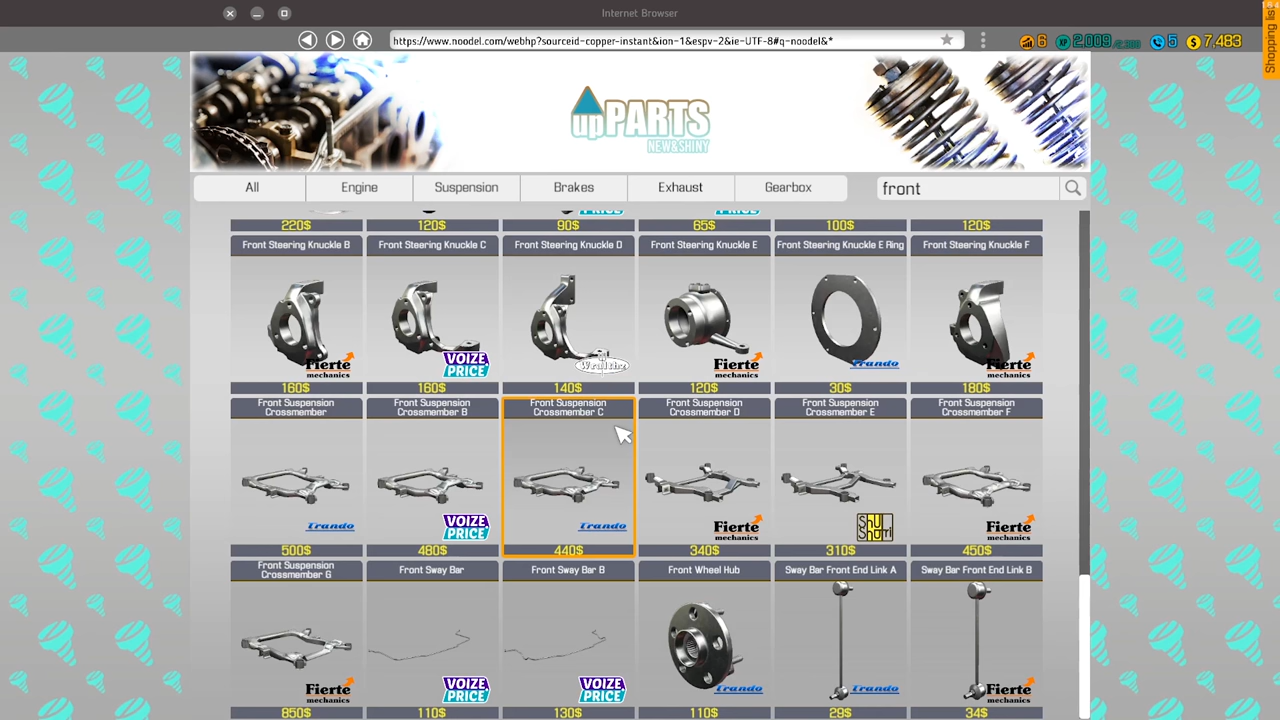 Internet Browser
https://www.noodel.com/webhp?sourceid-copper-instant&ion-1&espv-2&ie-UTF-8#q-noodel&*
6 XP 2,009 5 $ 7,483
Shopping list
upPARTS
NEW&SHINY
All Engine Suspension Brakes Exhaust Gearbox front
PRICE PRICE
220$ 120$ 90$ 65$ 100$ 120$
Front Steering Knuckle B Front Steering Knuckle C Front Steering Knuckle D Front Steering Knuckle E Front Steering Knuckle E Ring Front Steering Knuckle F
Fierte mechanics VOIZE PRICE Fierte mechanics Trando Fierte mechanics
160$ 160$ 140$ 120$ 30$ 180$
Front Suspension Crossmember Front Suspension Crossmember B Front Suspension Crossmember C Front Suspension Crossmember D Front Suspension Crossmember E Front Suspension Crossmember F
Trando VOIZE PRICE Trando Fierte mechanics Fierte mechanics
500$ 480$ 440$ 340$ 310$ 450$
Front Suspension Crossmember G Front Sway Bar Front Sway Bar B Front Wheel Hub Sway Bar Front End Link A Sway Bar Front End Link B
Fierte mechanics VOIZE PRICE VOIZE PRICE Trando Trando Fierte mechanics
850$ 110$ 130$ 110$ 29$ 34$